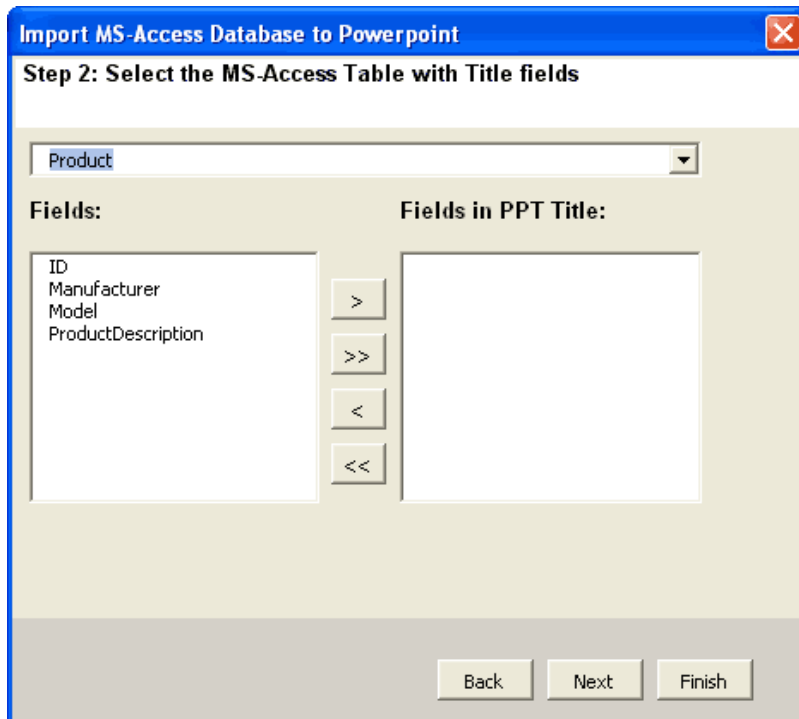 Import MS-Access Database to Powerpoint
Step 2: Select the MS-Access Table with Title fields
Product
Fields:
Fields in PPT Title:
ID
Manufacturer
Model
ProductDescription
>
>>
<
<<
Back
Next
Finish